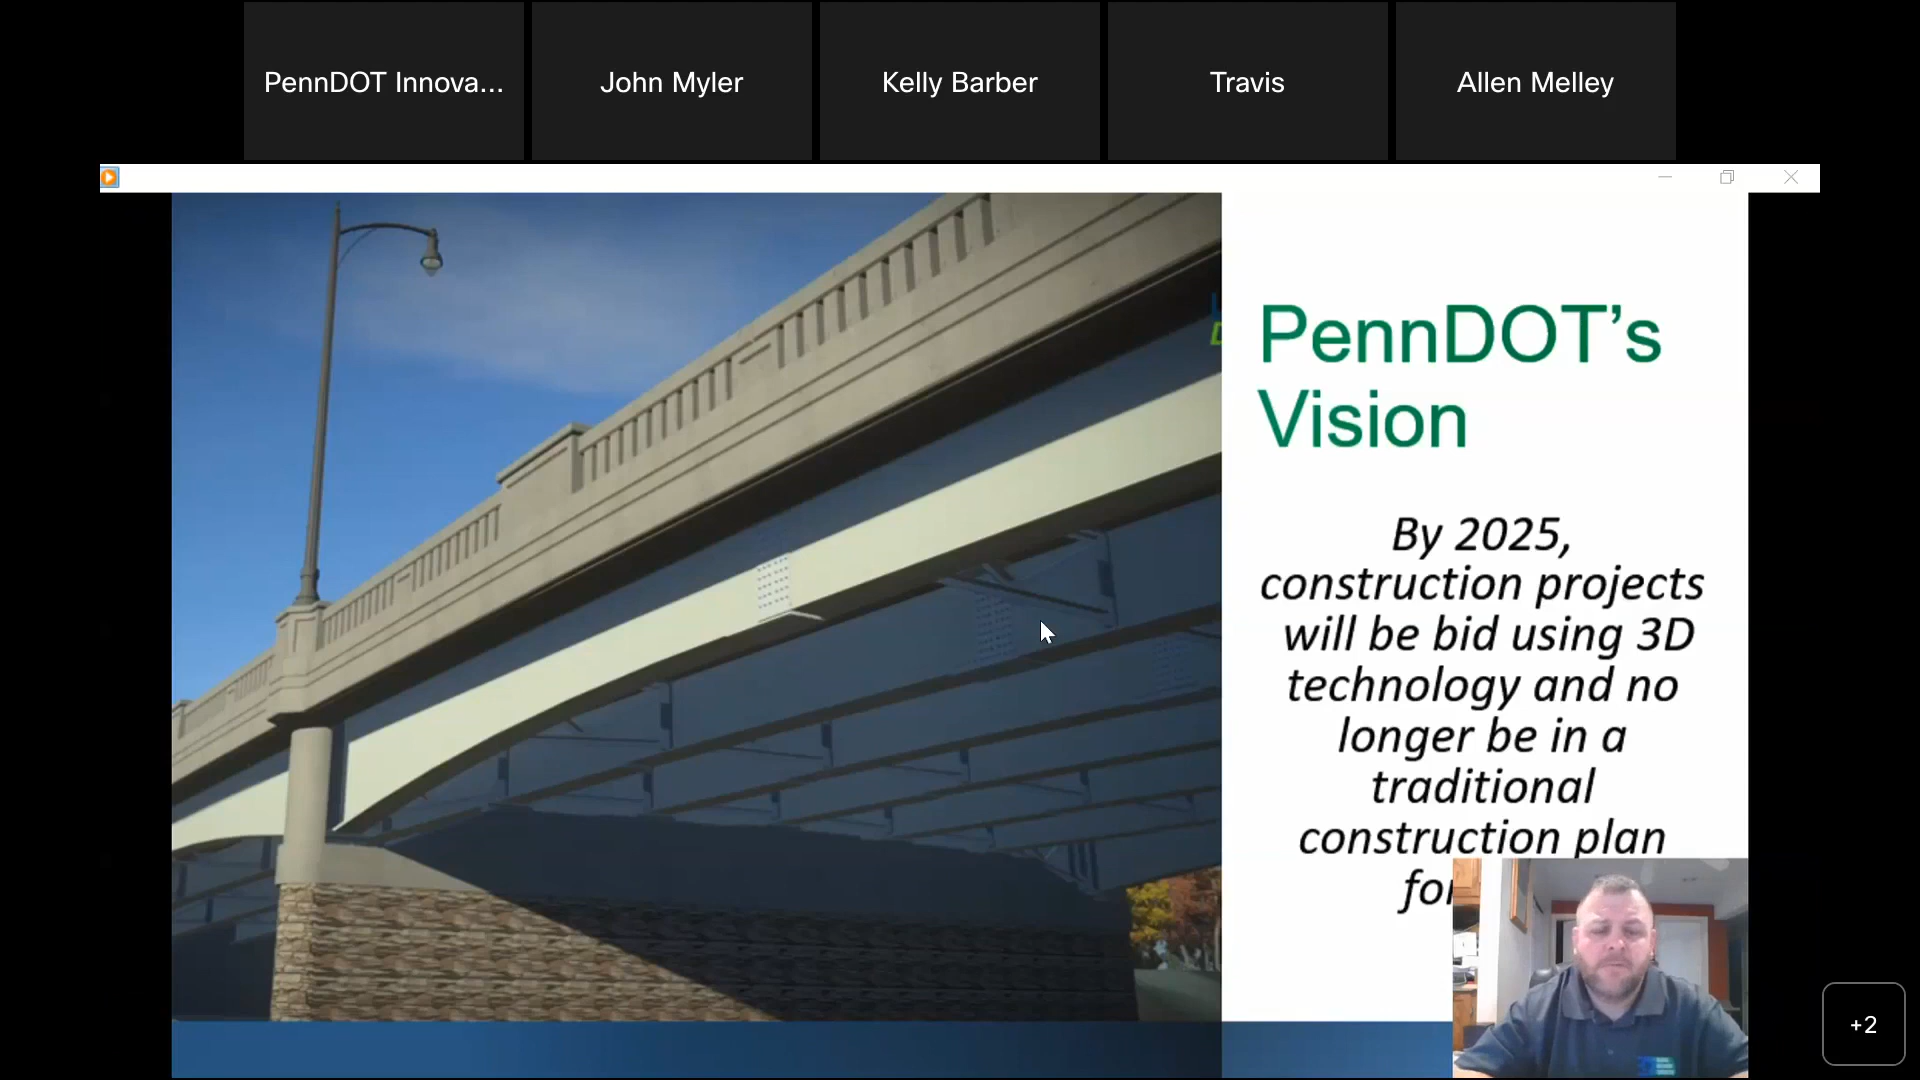 PennDOT Innova...
John Myler
Kelly Barber
Travis
Allen Melley
PennDOT's
Vision
By 2025,
construction projects
will be bid using 3D
technology and no
longer be in a
traditional
construction plan
+2